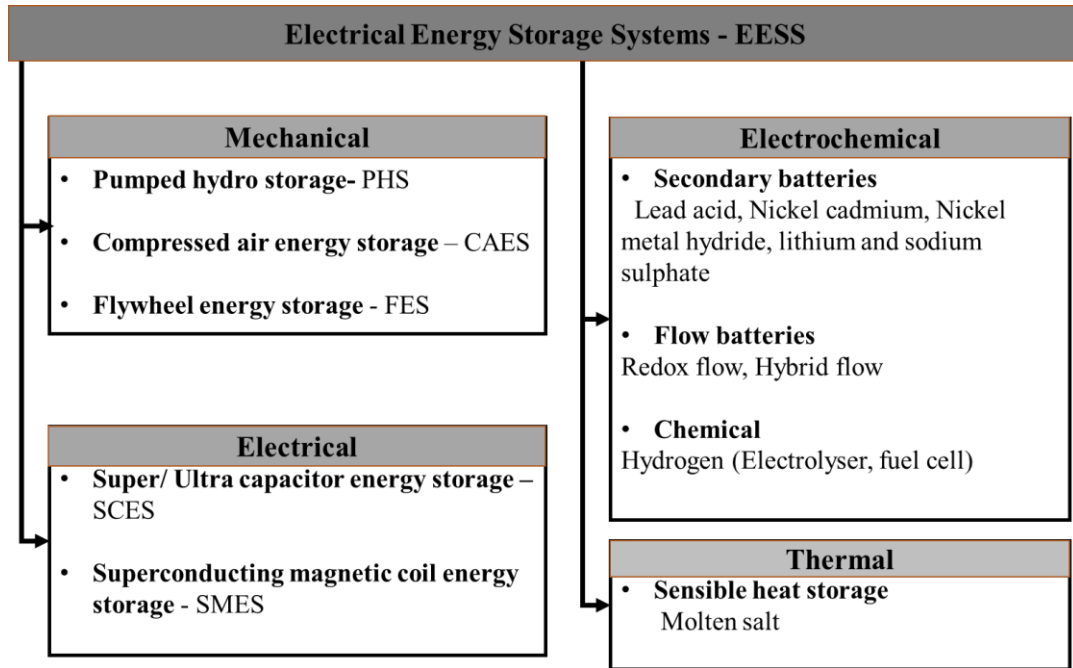 Electrical Energy Storage Systems - EESS
Mechanical
• Pumped hydro storage- PHS
• Compressed air energy storage – CAES
• Flywheel energy storage - FES
Electrical
• Super/ Ultra capacitor energy storage –
SCES
• Superconducting magnetic coil energy
storage - SMES
Electrochemical
• Secondary batteries
Lead acid, Nickel cadmium, Nickel
metal hydride, lithium and sodium
sulphate
• Flow batteries
Redox flow, Hybrid flow
• Chemical
Hydrogen (Electrolyser, fuel cell)
Thermal
• Sensible heat storage
Molten salt